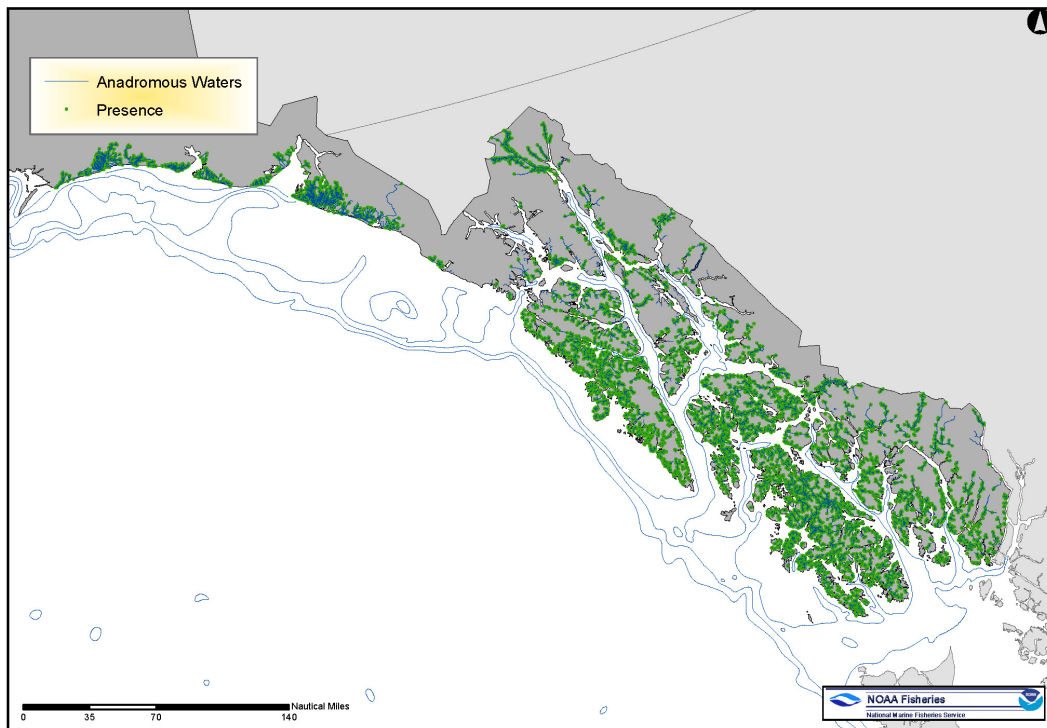 Anadromous Waters
Presence
Nautical Miles
0 35 70 140
NOAA Fisheries
National Marine Fisheries Service